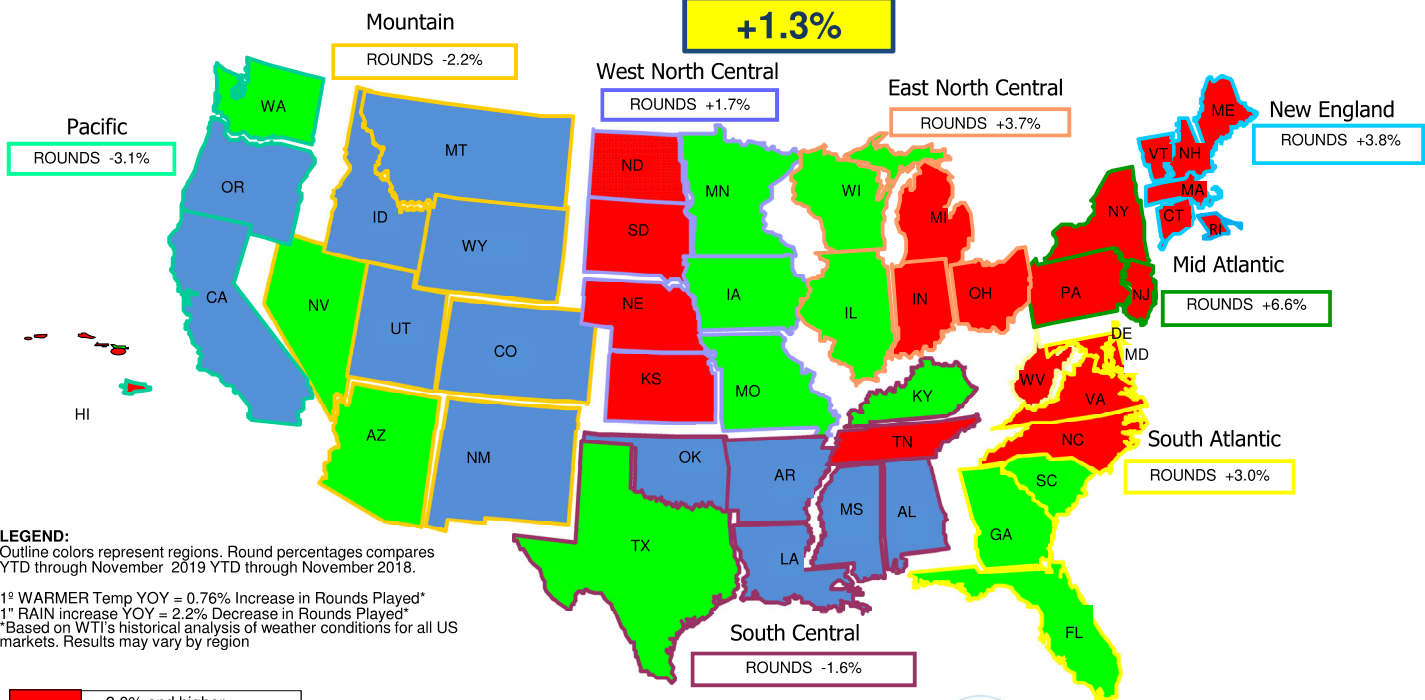 +1.3%
Mountain
ROUNDS -2.2%
West North Central
ROUNDS +1.7%
East North Central
ROUNDS +3.7%
New England
ROUNDS +3.8%
Pacific
ROUNDS -3.1%
WA
OR
CA
HI
MT
ID
WY
NV
UT
CO
AZ
NM
ND
SD
NE
KS
MN
IA
MO
WI
IL
MI
IN
OH
KY
TN
OK
AR
TX
LA
MS
AL
ME
VT
NH
MA
CT
RI
NY
PA
NJ
Mid Atlantic
ROUNDS +6.6%
DE
MD
WV
VA
NC
SC
GA
FL
South Atlantic
ROUNDS +3.0%
South Central
ROUNDS -1.6%
LEGEND:
Outline colors represent regions. Round percentages compares
YTD through November 2019 YTD through November 2018.
1º WARMER Temp YOY = 0.76% Increase in Rounds Played*
1" RAIN increase YOY = 2.2% Decrease in Rounds Played*
*Based on WTI's historical analysis of weather conditions for all US
markets. Results may vary by region
and higher